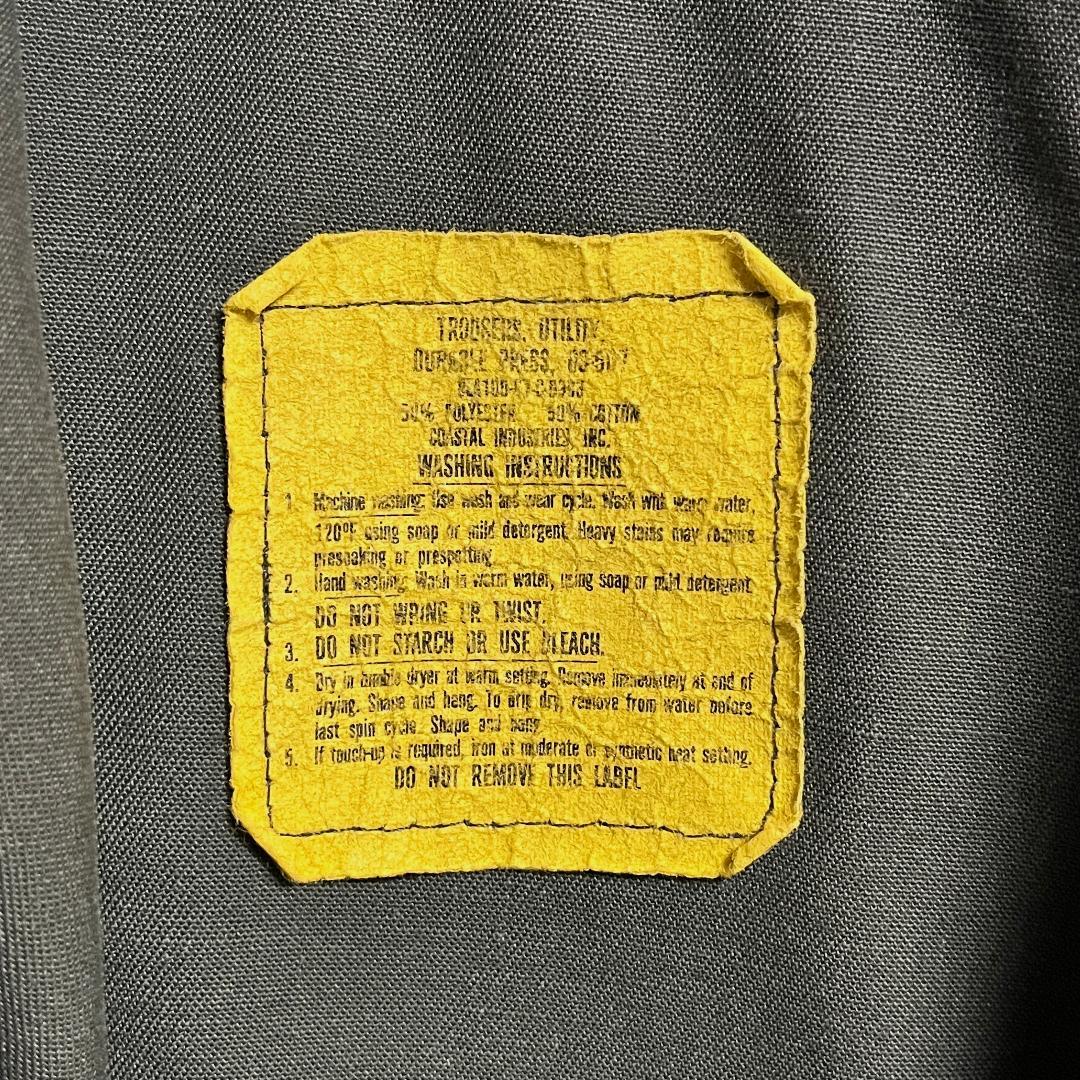 TROUSERS, UTILITY,
DURABLE PRESS, OG-507
50% POLYESTER 50% COTTON
COASTAL INDUSTRIES, INC.
WASHING INSTRUCTIONS
1. Machine washing: Use wash and wear cycle. Wash with warm water,
120°F using soap or mild detergent. Heavy stains may require
presoaking or prespotting.
2. Hand washing: Wash in warm water, using soap or mild detergent.
DO NOT WRING OR TWIST.
3. DO NOT STARCH OR USE BLEACH.
4. Dry in tumble dryer at warm setting. Remove immediately at end of
drying. Shape and hang. To drip dry, remove from water before
last spin cycle. Shape and hang.
5. If touch-up is required, iron at moderate or synthetic heat setting.
DO NOT REMOVE THIS LABEL